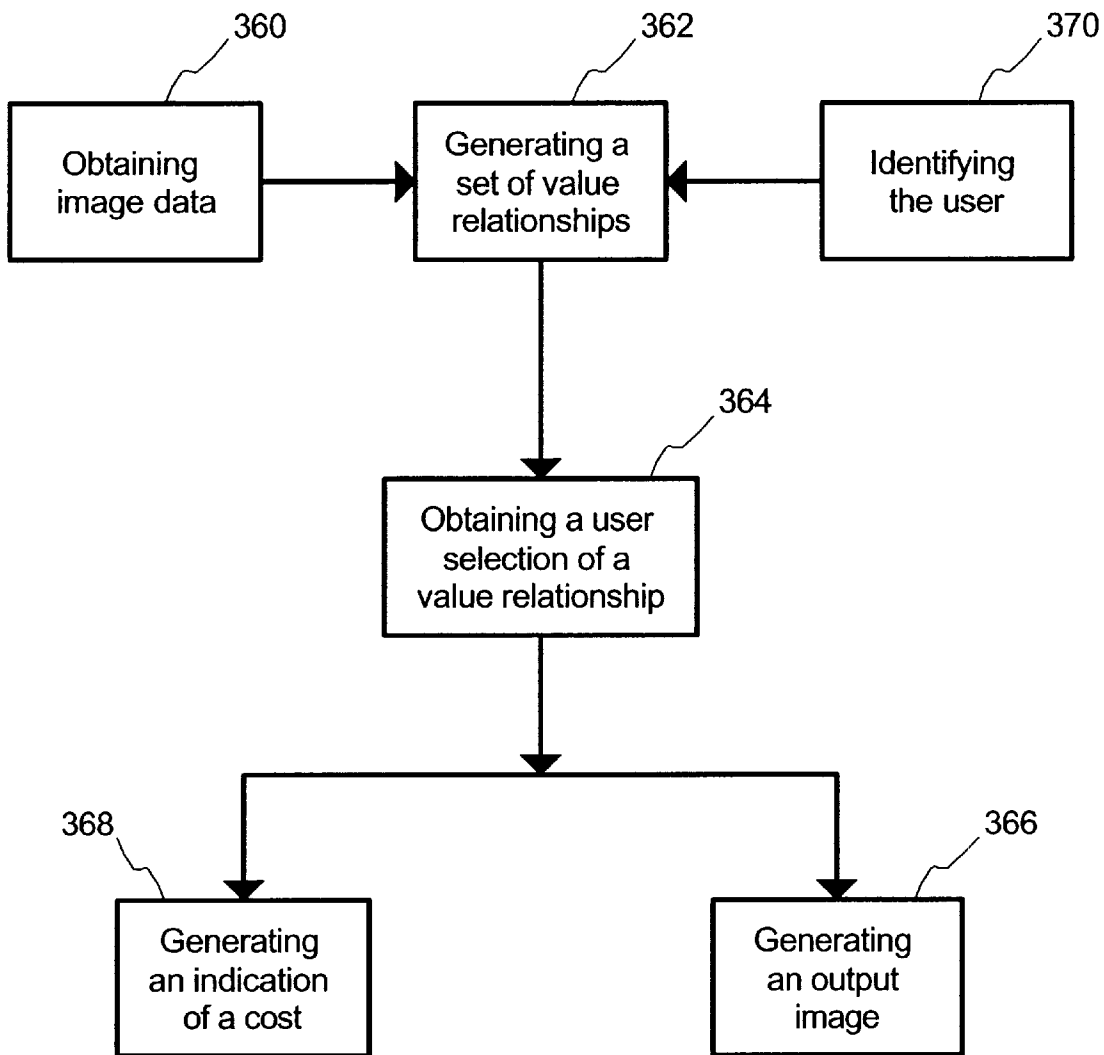 360
362
370
Obtaining
image data
Generating a
set of value
relationships
Identifying
the user
364
Obtaining a user
selection of a
value relationship
368
366
Generating
an indication
of a cost
Generating
an output
image